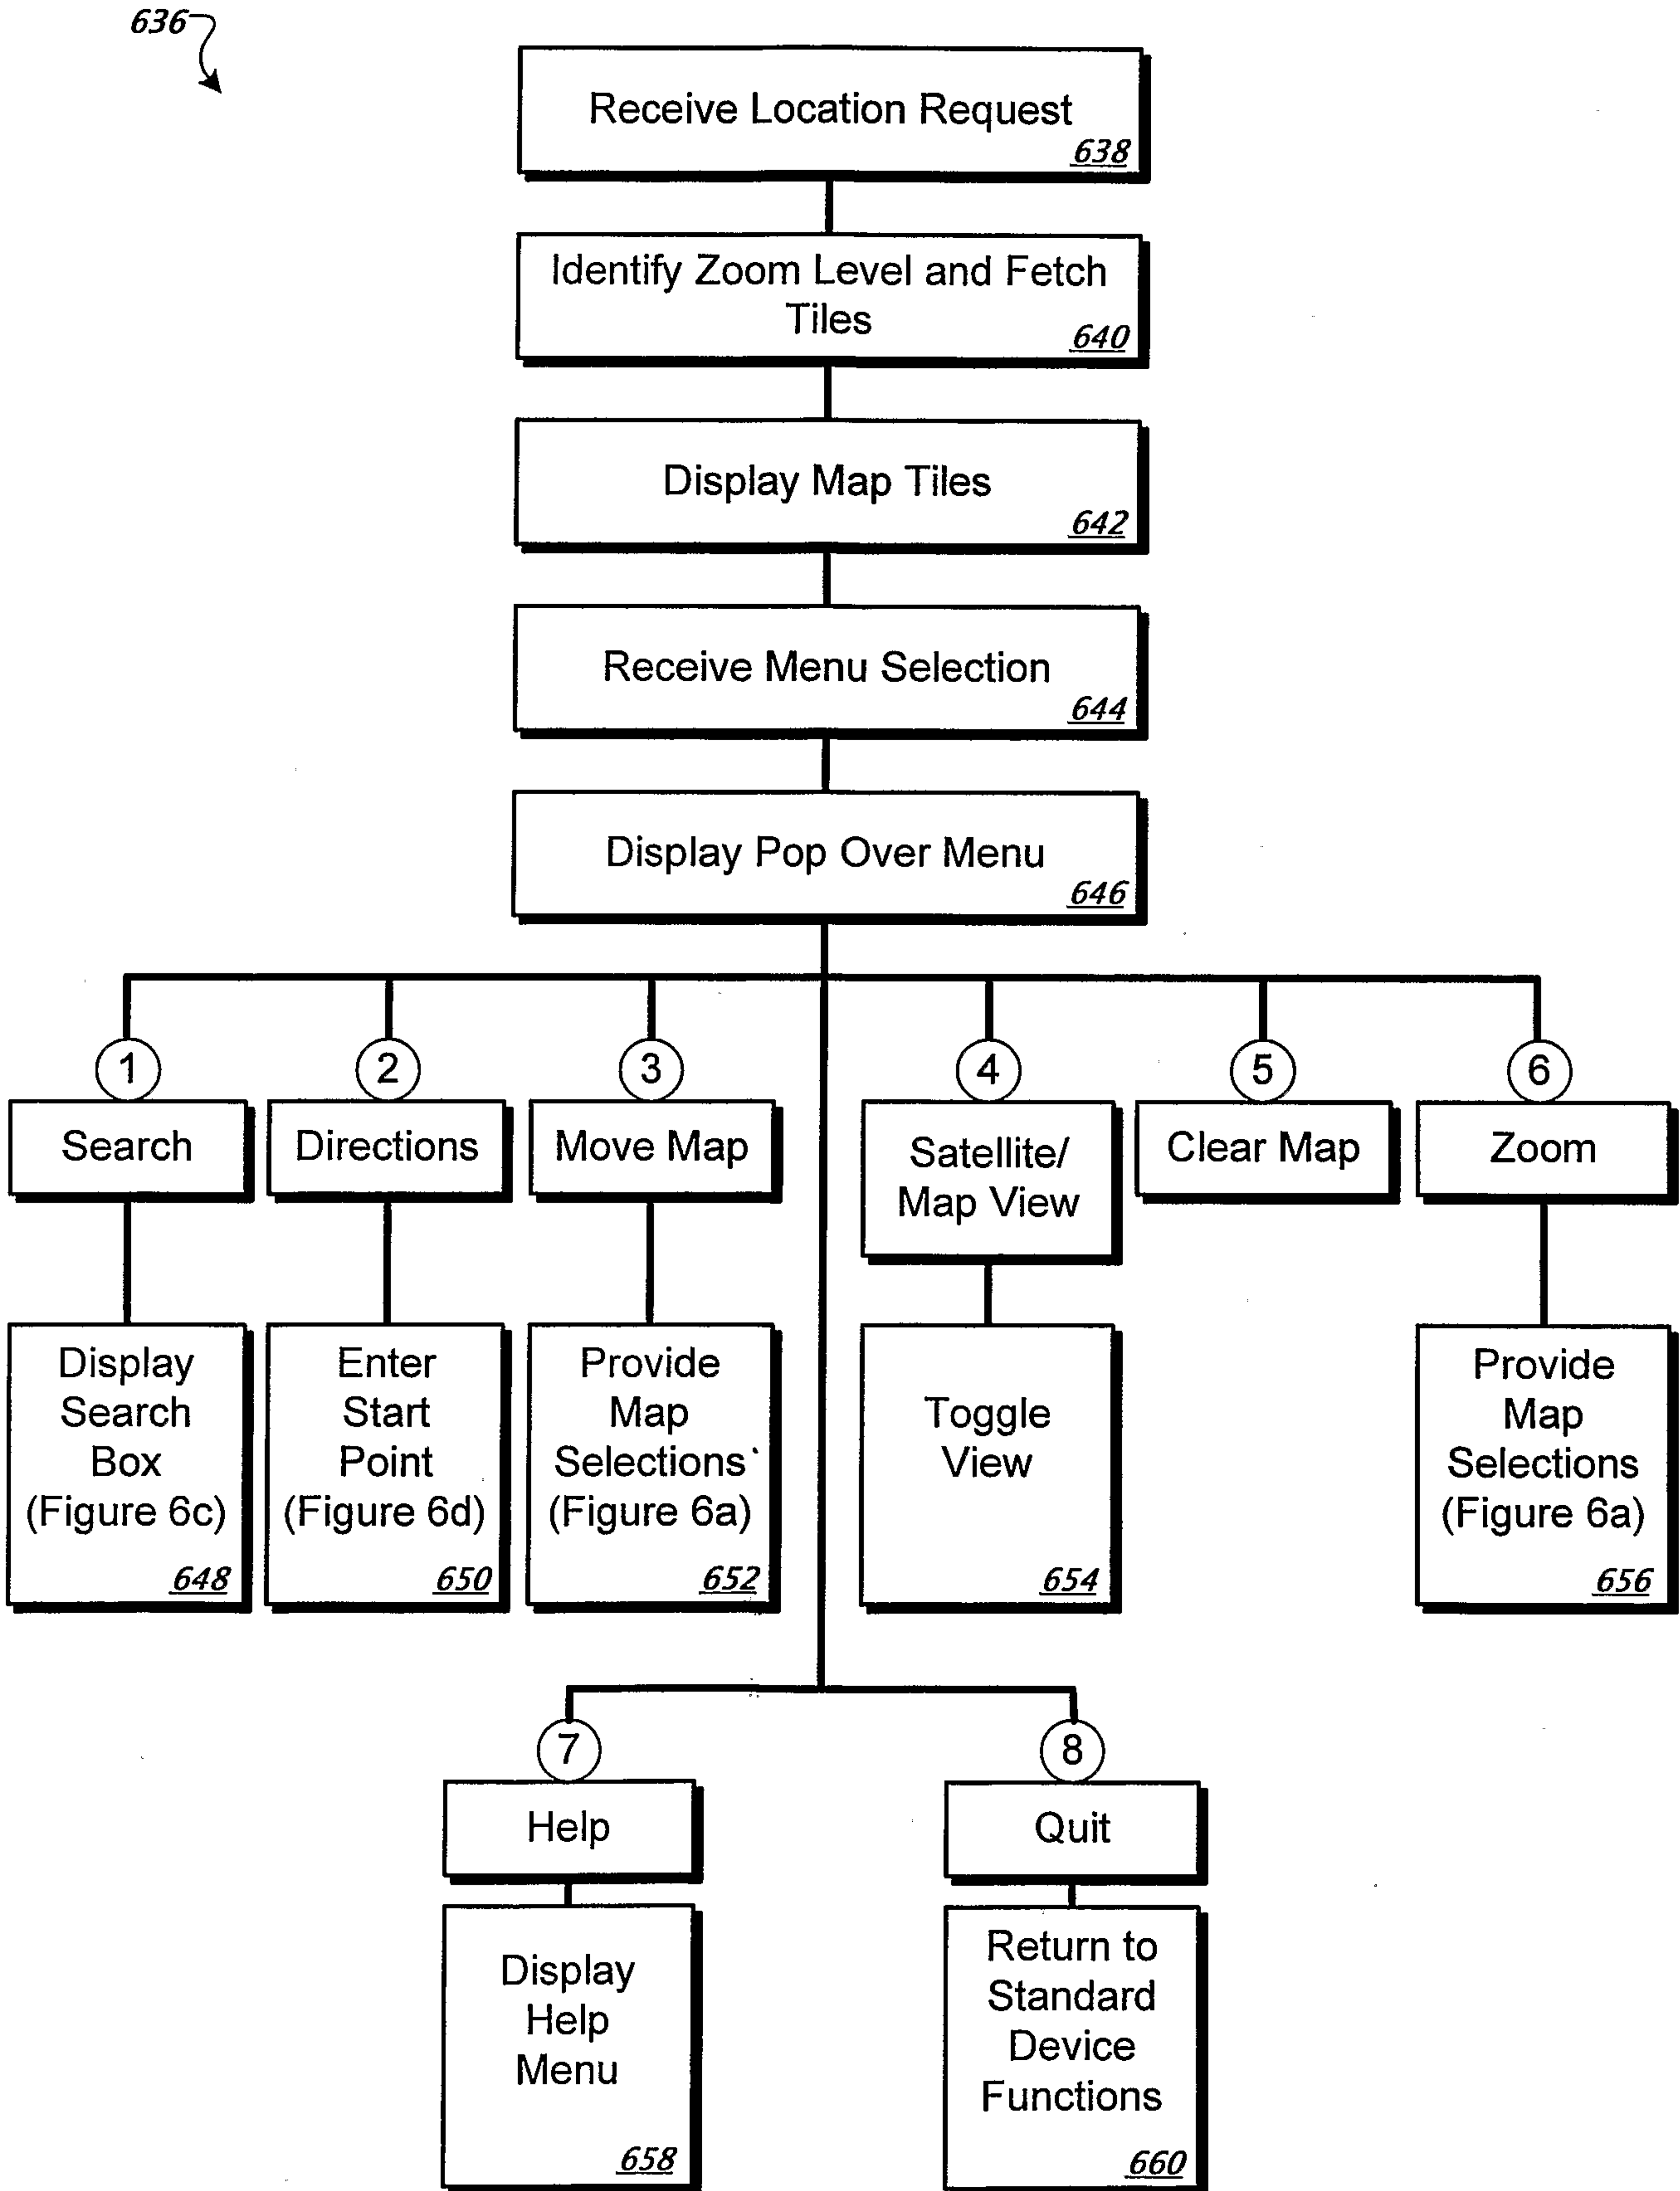 636
Receive Location Request
638
Identify Zoom Level and Fetch
Tiles
640
Display Map Tiles
642
Receive Menu Selection
644
Display Pop Over Menu
646
1
2
3
4
5
6
Search
Directions
Move Map
Satellite/
Map View
Clear Map
Zoom
Display
Search
Box
(Figure 6c)
648
Enter
Start
Point
(Figure 6d)
650
Provide
Map
Selections
(Figure 6a)
652
Toggle
View
654
Provide
Map
Selections
(Figure 6a)
656
7
8
Help
Quit
Display
Help
Menu
658
Return to
Standard
Device
Functions
660